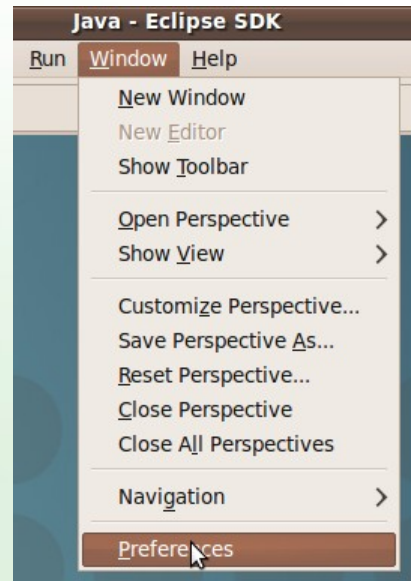 Java - Eclipse SDK
Run Window Help
New Window
New Editor
Show Toolbar
Open Perspective
Show View
Customize Perspective...
Save Perspective As...
Reset Perspective...
Close Perspective
Close All Perspectives
Navigation
Preferences